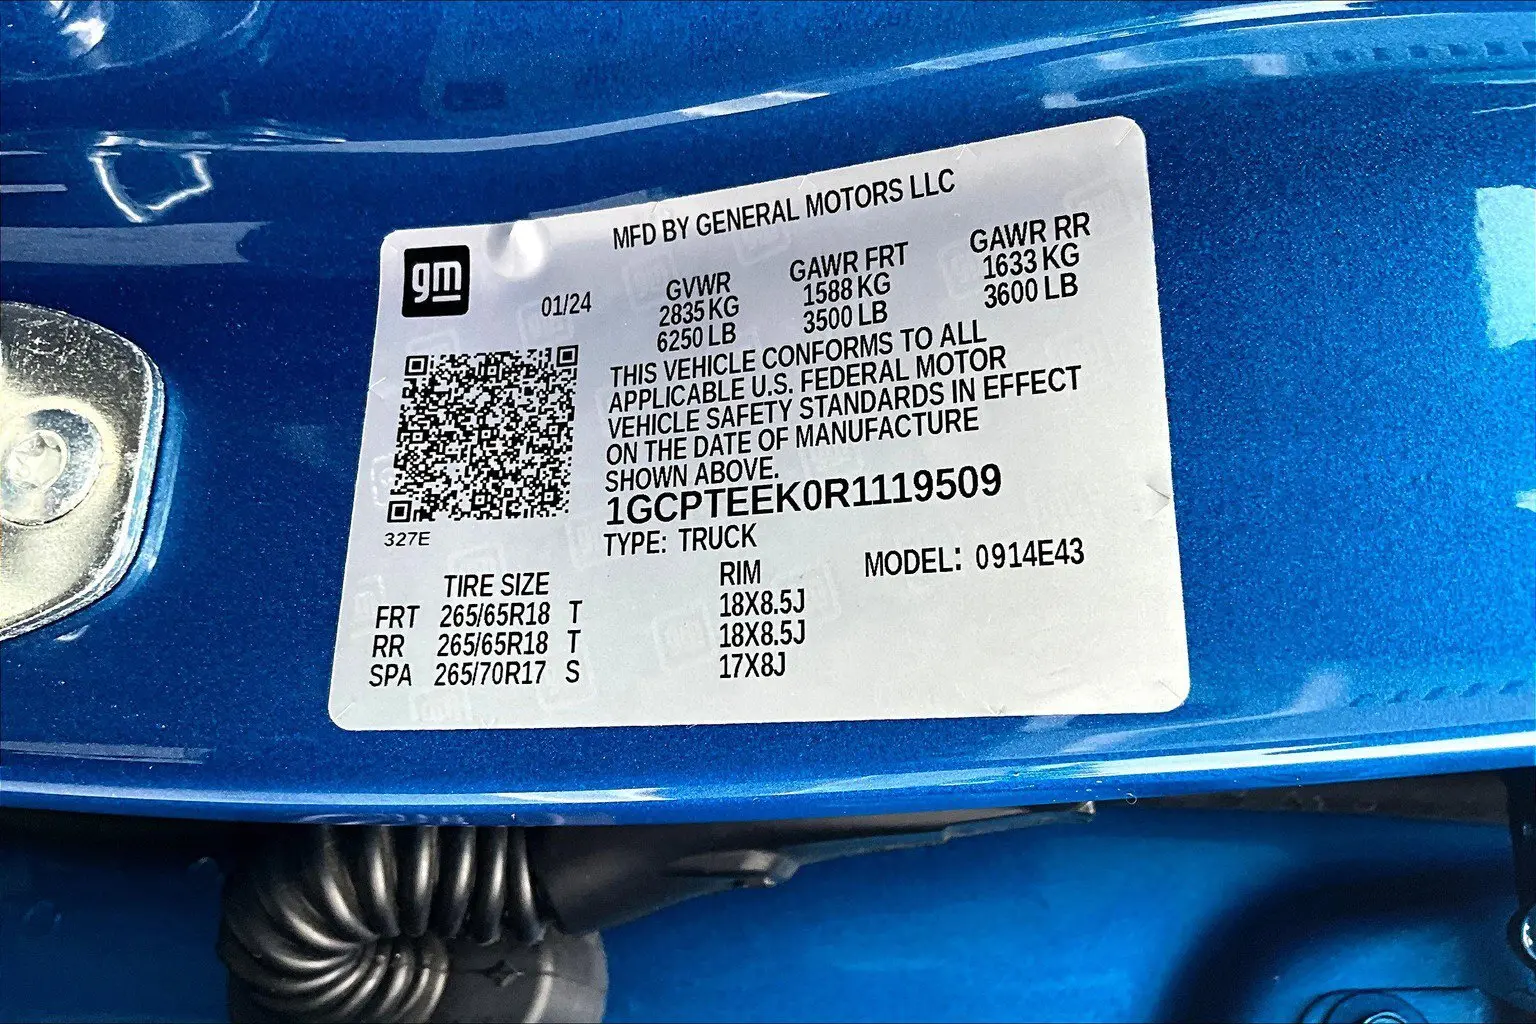 MFD BY GENERAL MOTORS LLC
gm
01/24
GVWR GAWR FRT GAWR RR
2835 KG 1588 KG 1633 KG
6250 LB 3500 LB 3600 LB
THIS VEHICLE CONFORMS TO ALL
APPLICABLE U.S. FEDERAL MOTOR
VEHICLE SAFETY STANDARDS IN EFFECT
ON THE DATE OF MANUFACTURE
SHOWN ABOVE.
1GCPTEEK0R1119509
327E
TYPE: TRUCK
MODEL: 0914E43
TIRE SIZE RIM
FRT 265/65R18 T 18X8.5J
RR 265/65R18 T 18X8.5J
SPA 265/70R17 S 17X8J